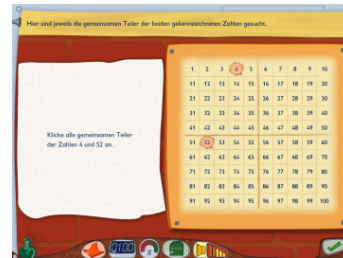 Hier sind jeweils die gemeinsamen Teiler der beiden gekennzeichneten Zahlen gesucht.
Klicke alle gemeinsamen Teiler
der Zahlen 4 und 52 an.
1 2 3 4 5 6 7 8 9 10
11 12 13 14 15 16 17 18 19 20
21 22 23 24 25 26 27 28 29 30
31 32 33 34 35 36 37 38 39 40
41 42 43 44 45 46 47 48 49 50
51 52 53 54 55 56 57 58 59 60
61 62 63 64 65 66 67 68 69 70
71 72 73 74 75 76 77 78 79 80
81 82 83 84 85 86 87 88 89 90
91 92 93 94 95 96 97 98 99 100
01:00